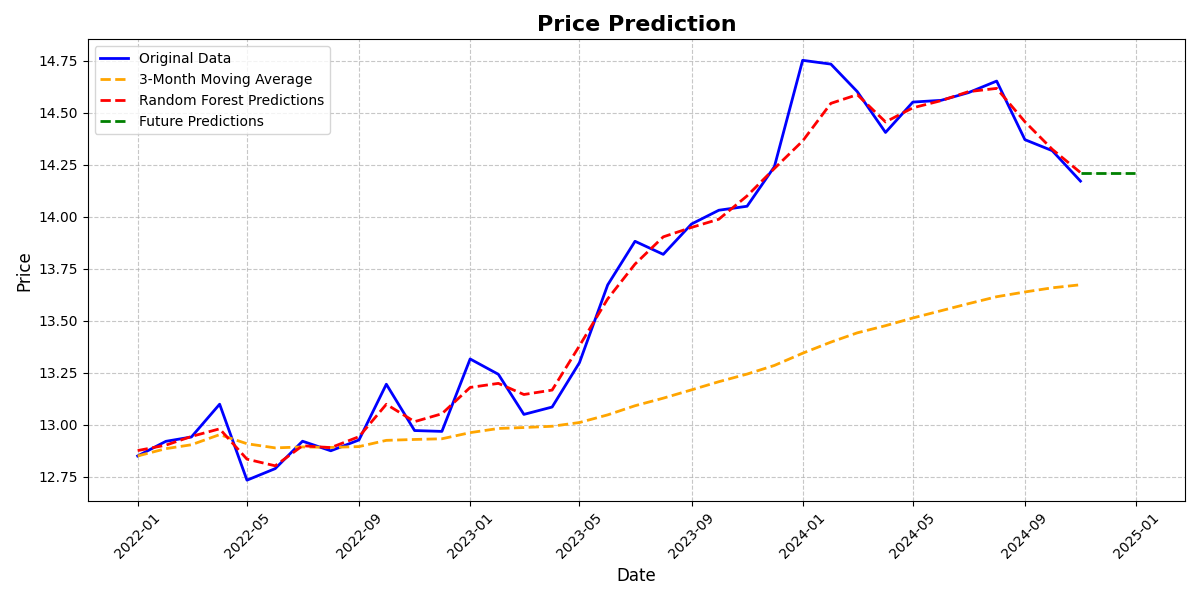 Price Prediction
Original Data
3-Month Moving Average
Random Forest Predictions
Future Predictions
Price
14.75
14.50
14.25
14.00
13.75
13.50
13.25
13.00
12.75
2022-01
2022-05
2022-09
2023-01
2023-05
2023-09
2024-01
2024-05
2024-09
2025-01
Date